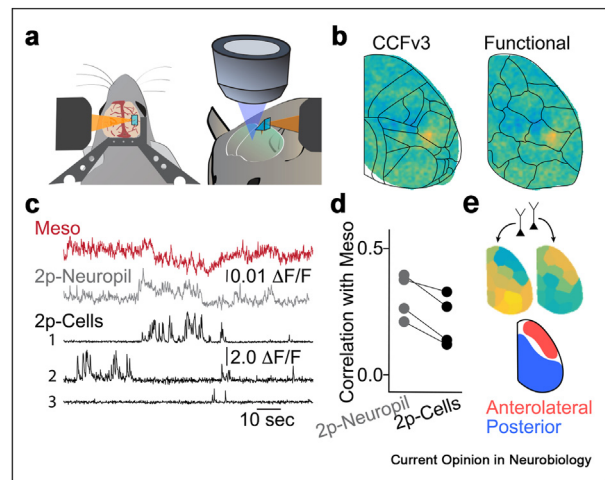 a
b
CCFv3
Functional
c
Meso
0.01 ΔF/F
2p-Neuropil
2p-Cells
1
2.0 ΔF/F
2
3
10 sec
d
Correlation with Meso
0.5
0.0
2p-Neuropil
2p-Cells
e
Anterolateral
Posterior
Current Opinion in Neurobiology